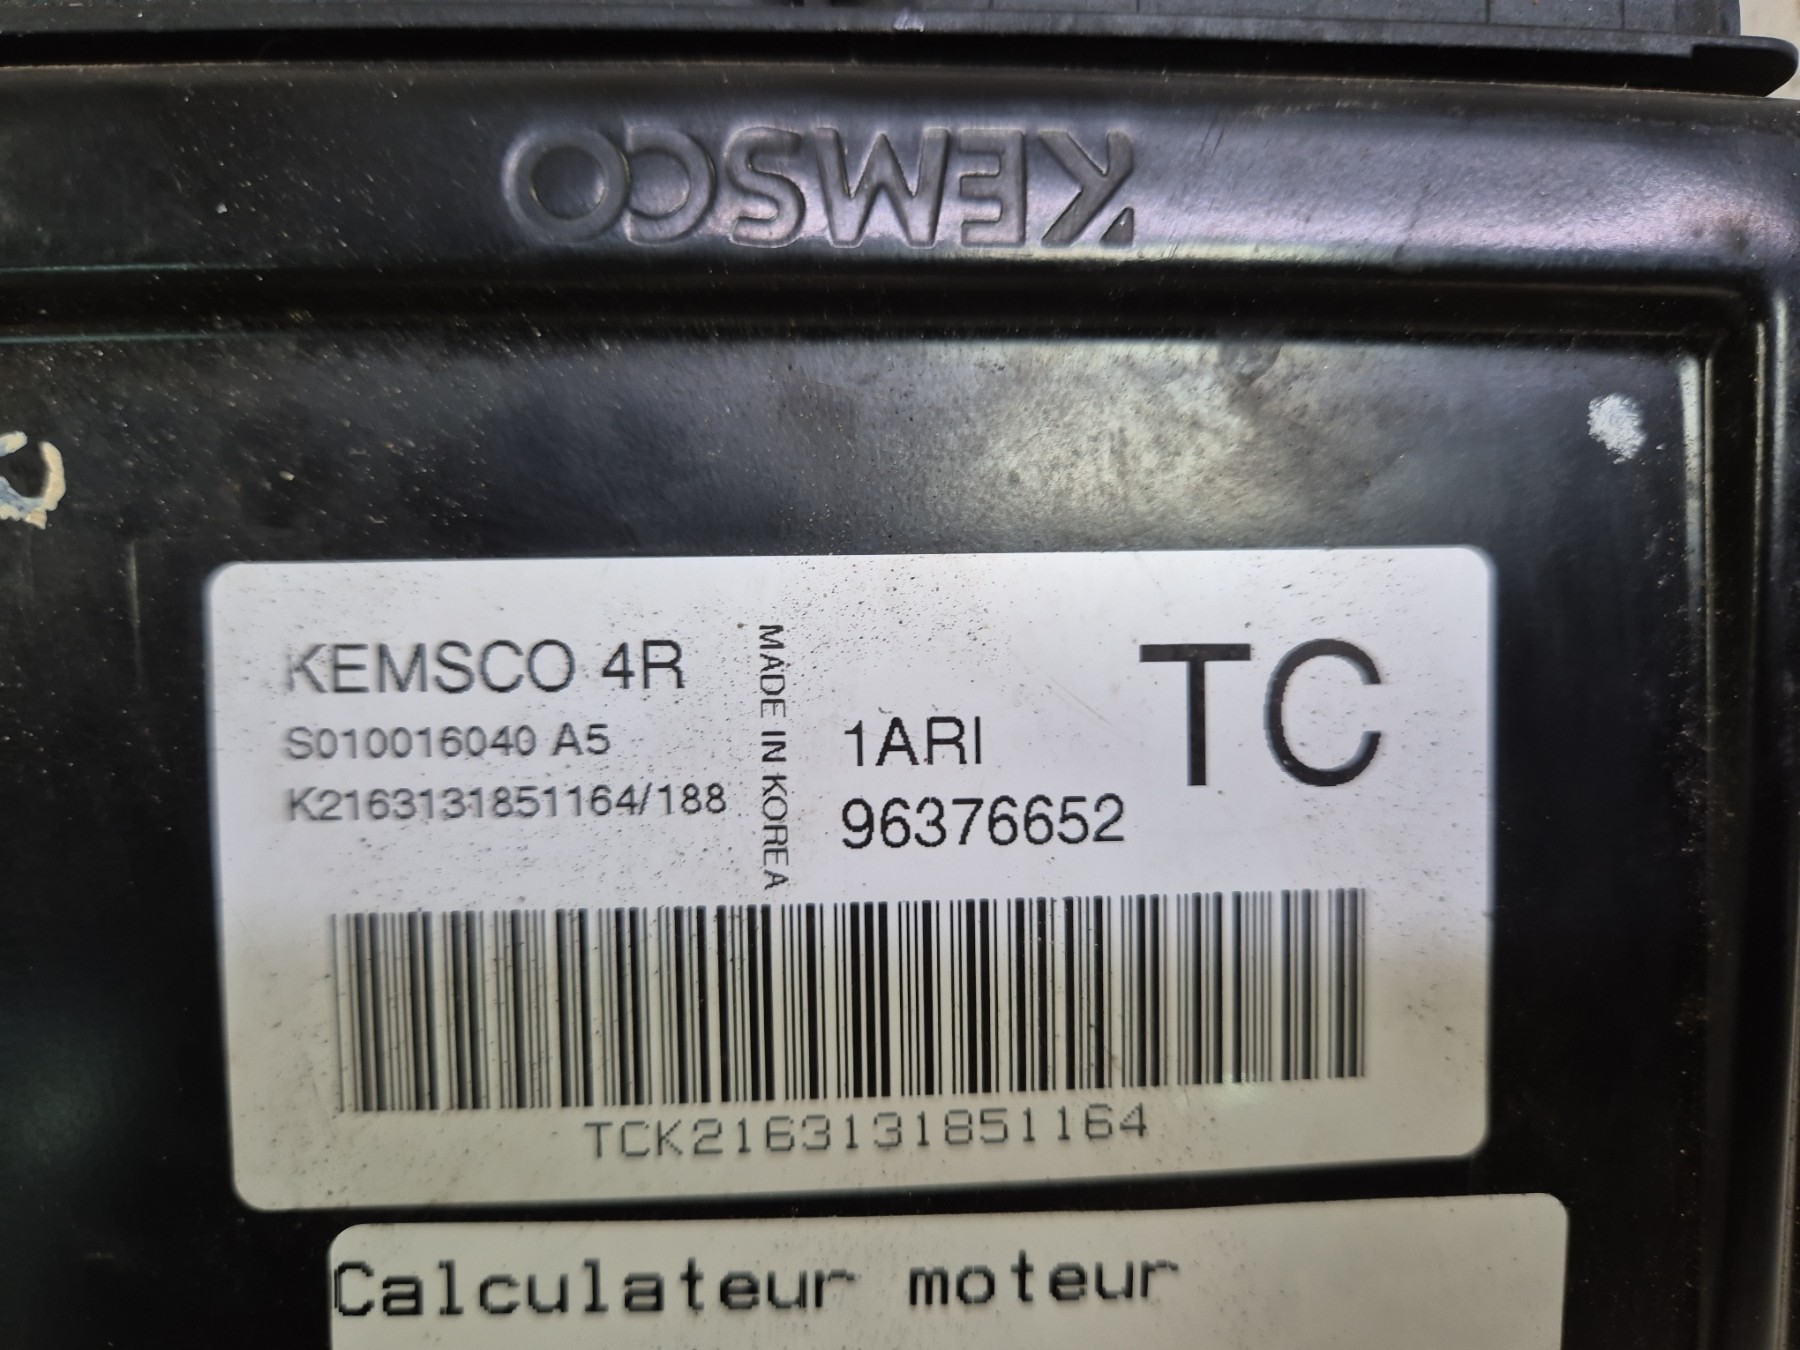 KEMSCO
KEMSCO 4R
S010016040 A5
K2163131851164/188
MADE IN KOREA
1ARI
96376652
TC
TCK2163131851164
Calculateur moteur